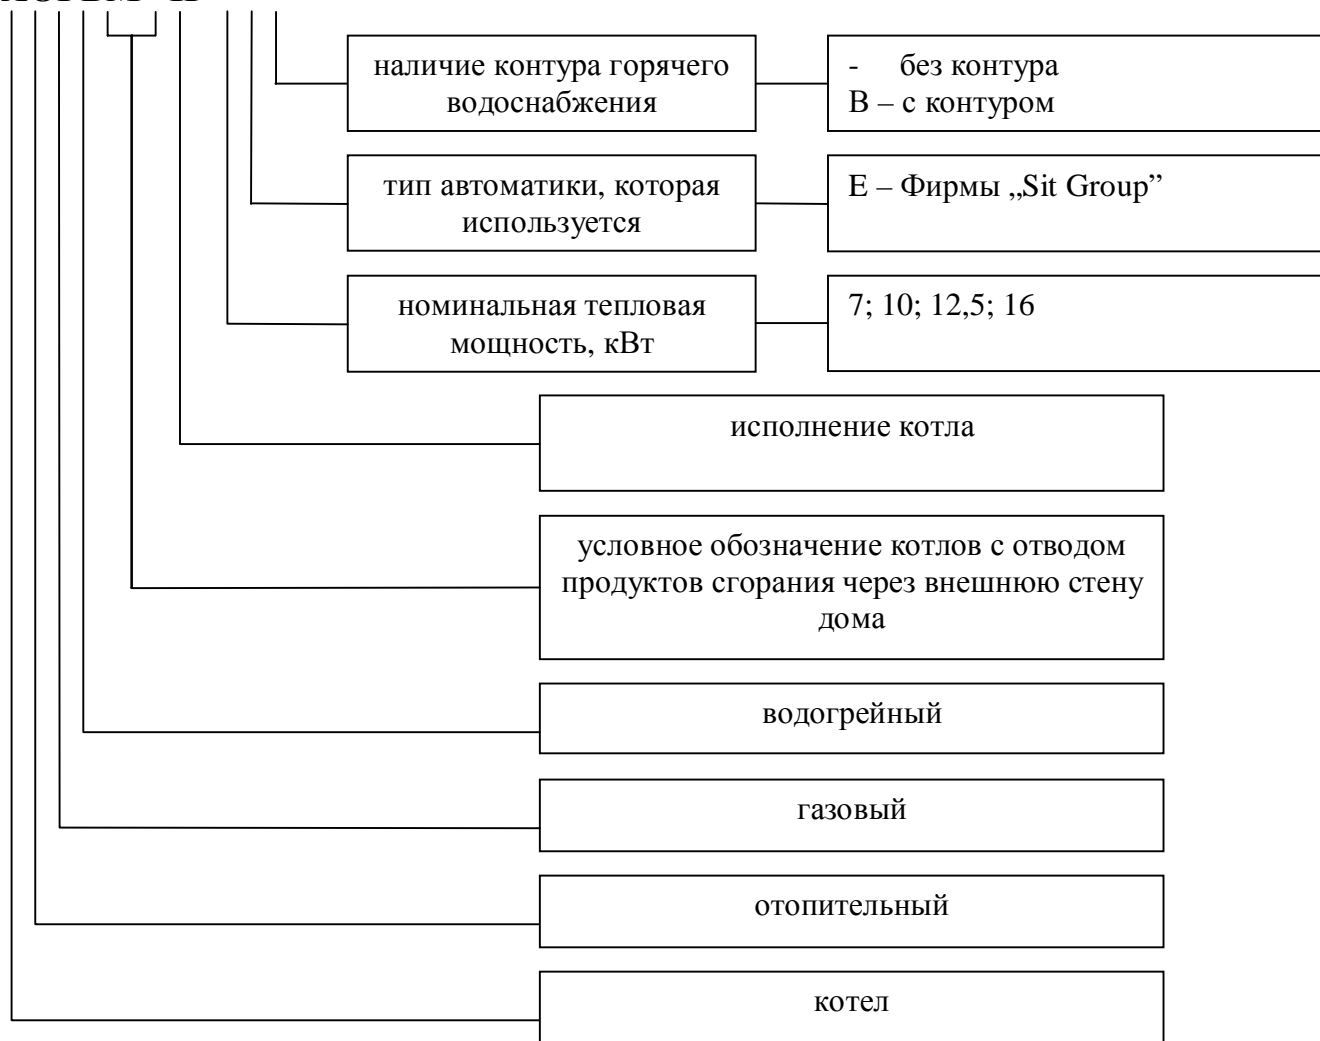 наличие контура горячего
водоснабжения
- без контура
В – с контуром
тип автоматики, которая
используется
Е – Фирмы „Sit Group”
номинальная тепловая
мощность, кВт
7; 10; 12,5; 16
исполнение котла
условное обозначение котлов с отводом
продуктов сгорания через внешнюю стену
дома
водогрейный
газовый
отопительный
котел